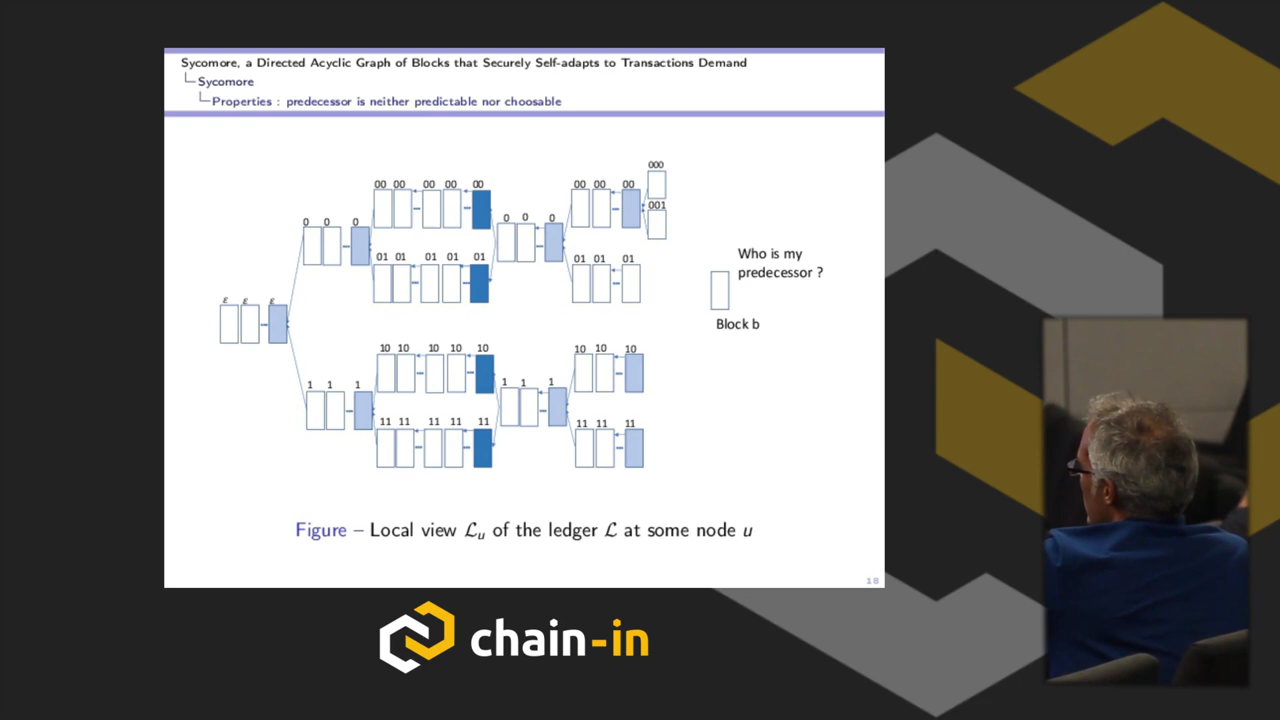 Sycomore, a Directed Acyclic Graph of Blocks that Securely Self-adapts to Transactions Demand
Sycomore
Properties : predecessor is neither predictable nor choosable
000
00 00 00 00 00 00 00 00
001
0 0 0 0 0 0
01 01 01 01 01 01 01 01
Who is my
predecessor ?
ε ε ε
Block b
10 10 10 10 10 10 10 10
1 1 1 1 1 1
11 11 11 11 11 11 11 11
Figure – Local view ℒu of the ledger ℒ at some node u
18
chain-in